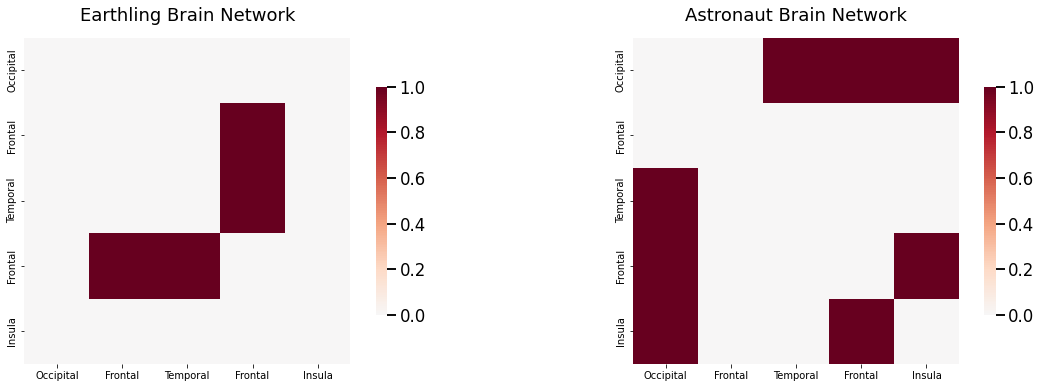 Earthling Brain Network
Astronaut Brain Network
Occipital
Frontal
Temporal
Frontal
Insula
1.0
0.8
0.6
0.4
0.2
0.0
Occipital Frontal Temporal Frontal Insula
Occipital
Frontal
Temporal
Frontal
Insula
1.0
0.8
0.6
0.4
0.2
0.0
Occipital Frontal Temporal Frontal Insula